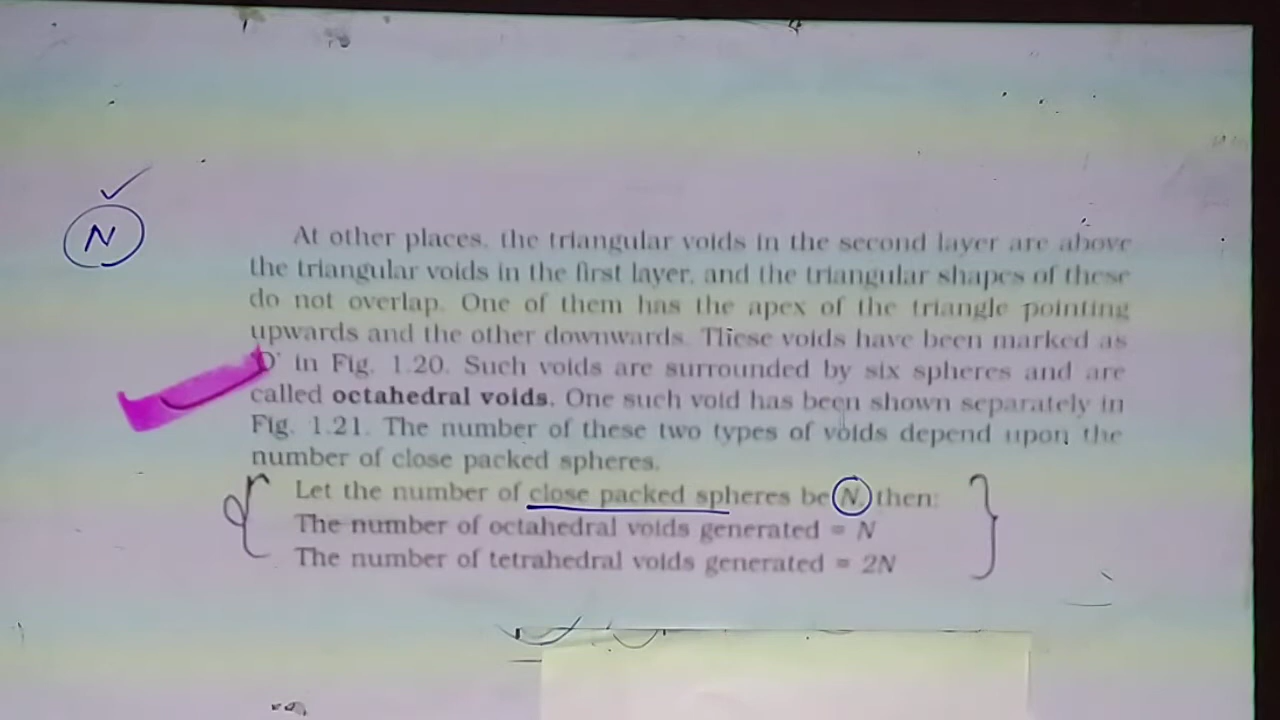 N
At other places, the triangular voids in the second layer are above
the triangular voids in the first layer, and the triangular shapes of these
do not overlap. One of them has the apex of the triangle pointing
upwards and the other downwards. These voids have been marked as
'O' in Fig. 1.20. Such voids are surrounded by six spheres and are
called octahedral voids. One such void has been shown separately in
Fig. 1.21. The number of these two types of voids depend upon the
number of close packed spheres.
Let the number of close packed spheres be N, then:
The number of octahedral voids generated = N
The number of tetrahedral voids generated = 2N